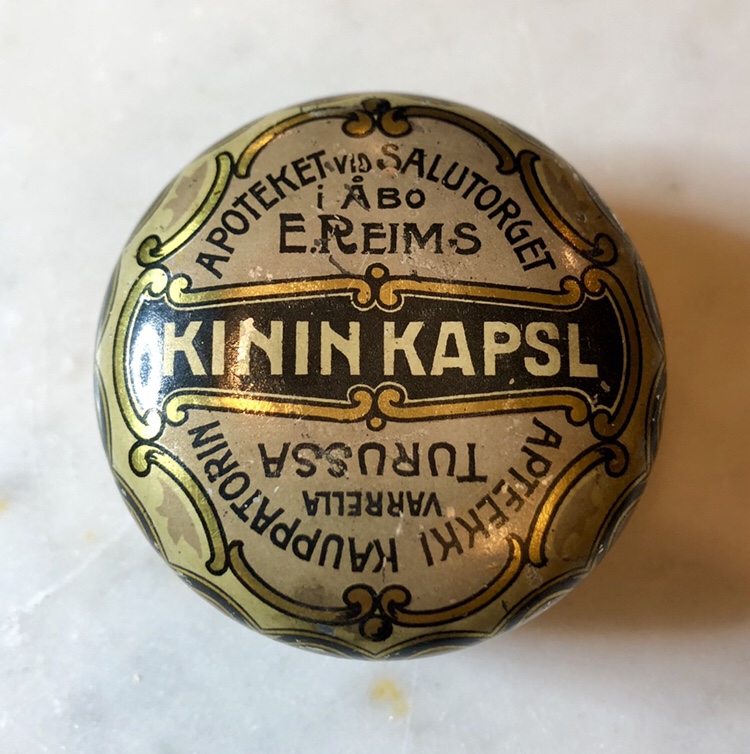 APOTEKET VID SALUTORGET
i ÅBO
E. REIMS
KININ KAPSL
APTEEKKI KAUPPATORIN
VARRELLA
TURUSSA